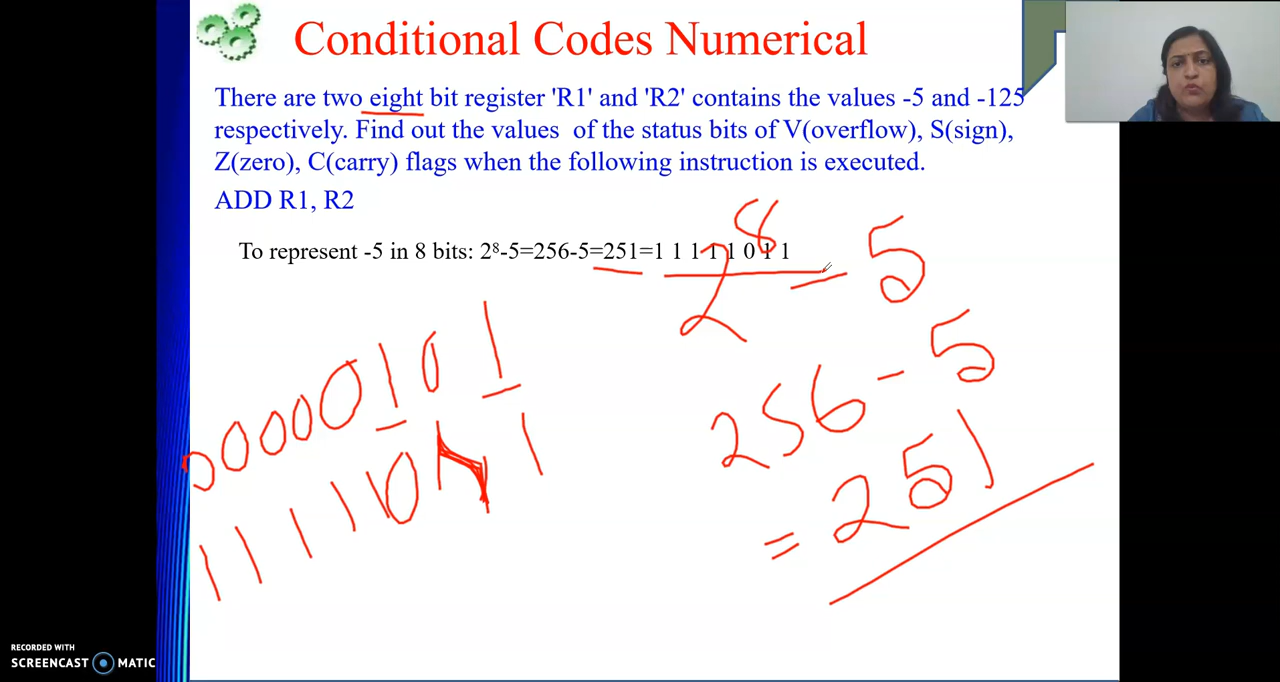 Conditional Codes Numerical
There are two eight bit register 'R1' and 'R2' contains the values -5 and -125
respectively. Find out the values of the status bits of V(overflow), S(sign),
Z(zero), C(carry) flags when the following instruction is executed.
ADD R1, R2
To represent -5 in 8 bits: 2⁸-5=256-5=251=1 1 1 1 1 0 1 1
2⁸ - 5
256 - 5
= 251
00000101
11111011
RECORDED WITH
SCREENCAST MATIC